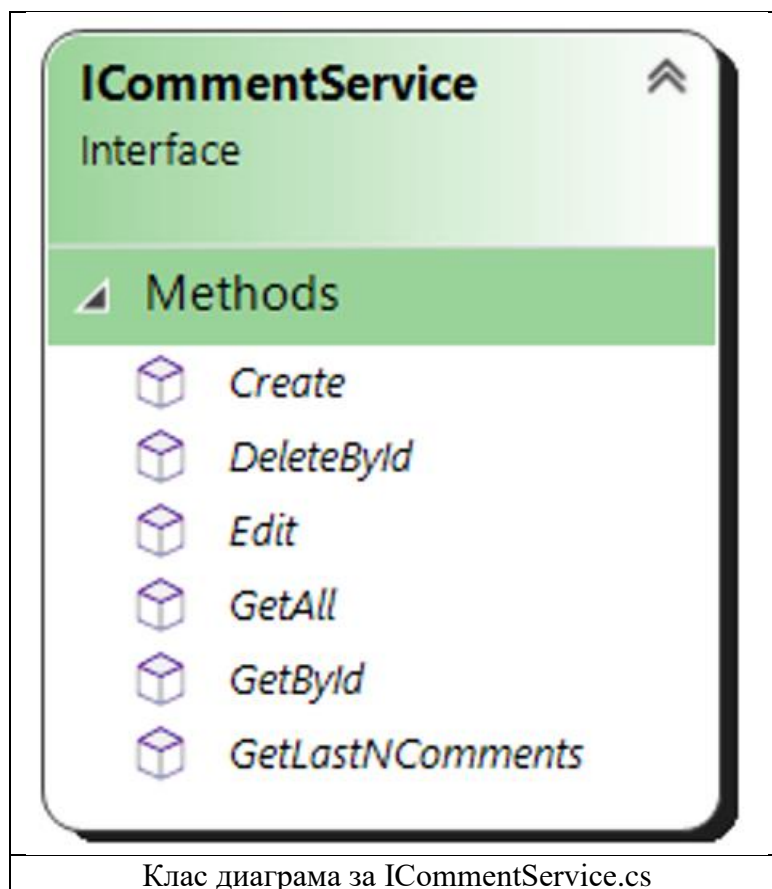 ICommentService
Interface
Methods
Create
DeleteById
Edit
GetAll
GetById
GetLastNComments
Клас диаграма за ICommentService.cs